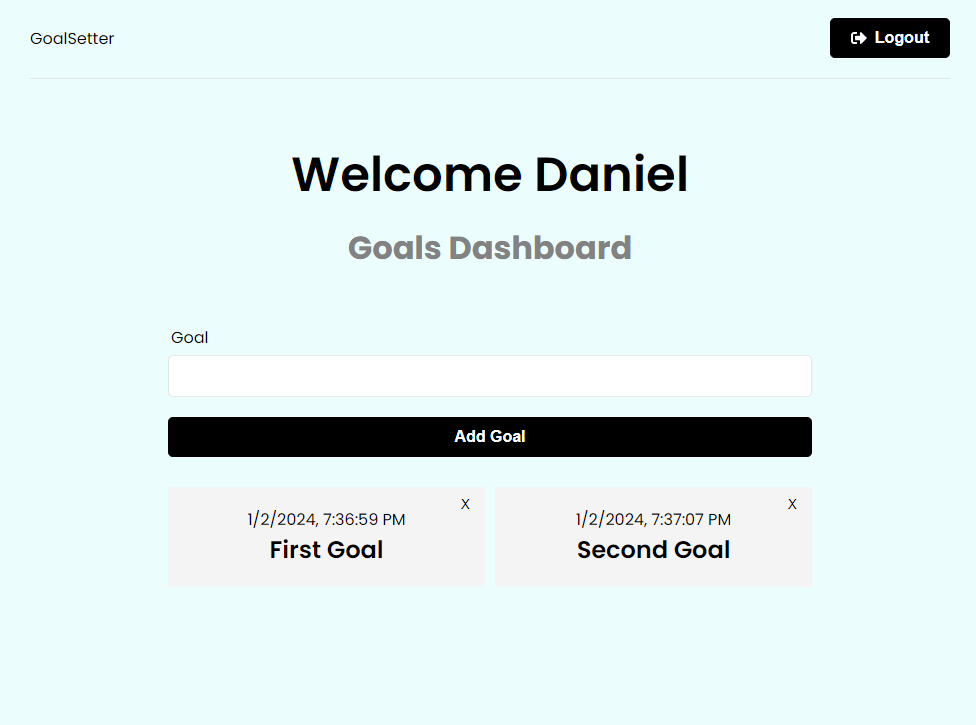 GoalSetter
Logout
Welcome Daniel
Goals Dashboard
Goal
Add Goal
X
1/2/2024, 7:36:59 PM
First Goal
X
1/2/2024, 7:37:07 PM
Second Goal